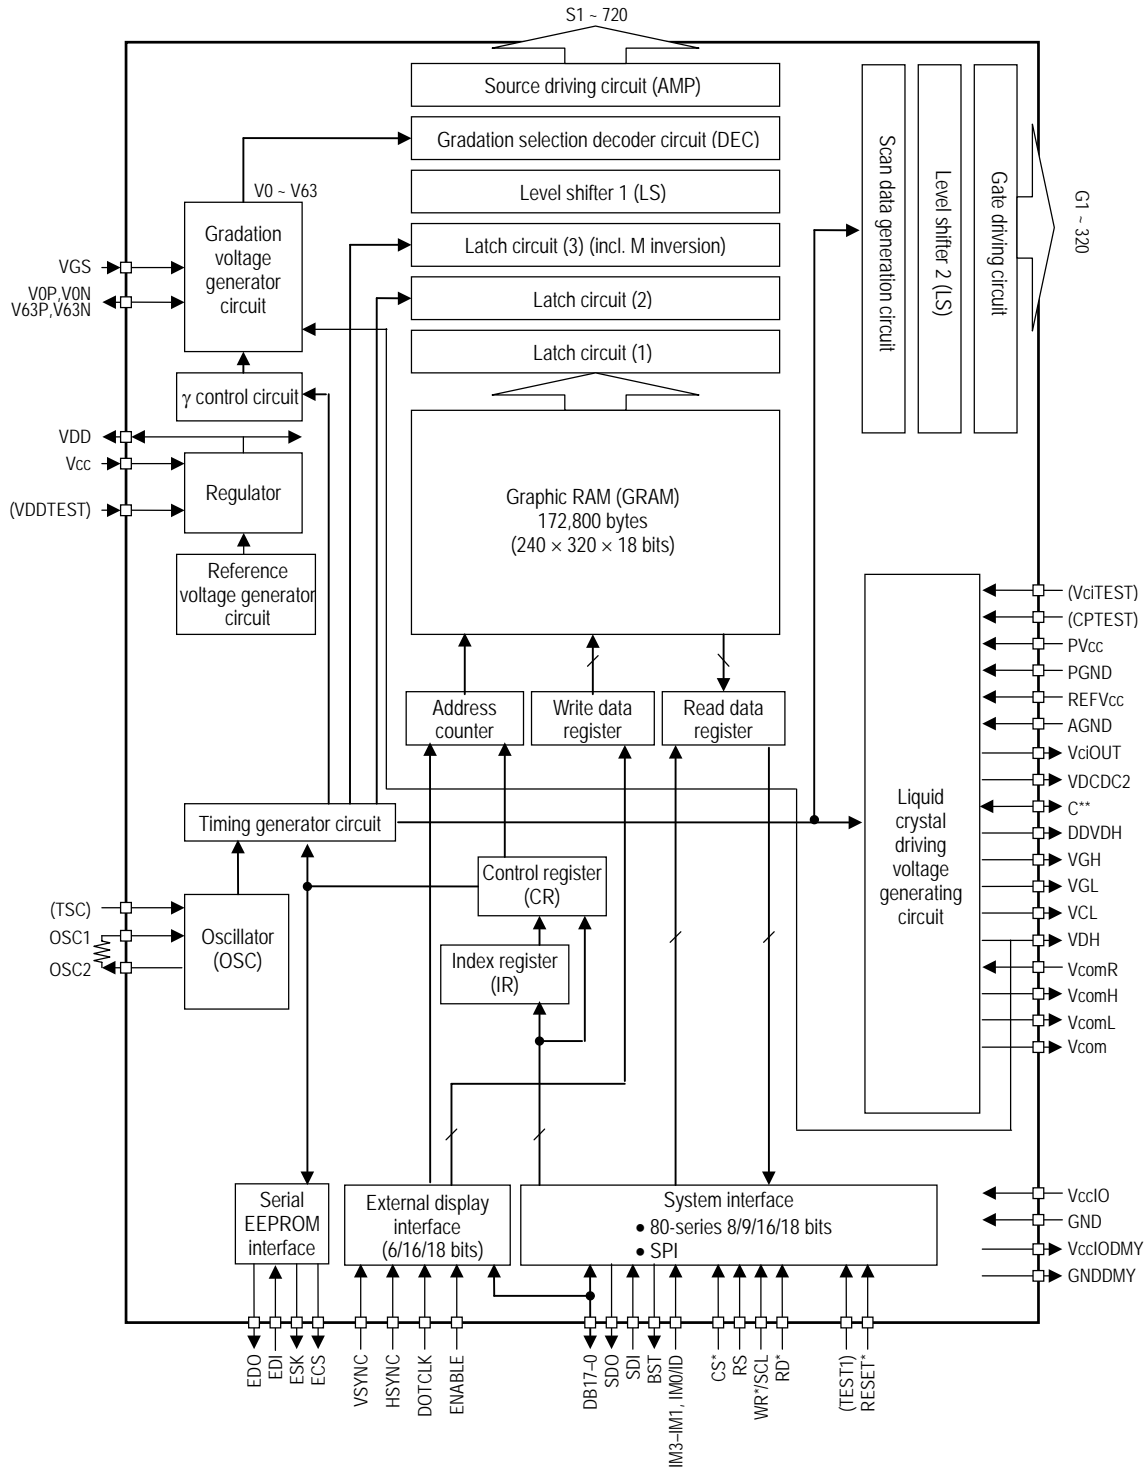 S1 ~ 720
Source driving circuit (AMP)
Gradation selection decoder circuit (DEC)
Level shifter 1 (LS)
Latch circuit (3) (incl. M inversion)
Latch circuit (2)
Latch circuit (1)
Scan data generation circuit
Level shifter 2 (LS)
Gate driving circuit
G1 ~ 320
V0 ~ V63
Gradation
voltage
generator
circuit
VGS
V0P,V0N
V63P,V63N
γ control circuit
VDD
Vcc
(VDDTEST)
Regulator
Reference
voltage generator
circuit
Graphic RAM (GRAM)
172,800 bytes
(240 × 320 × 18 bits)
Address
counter
Write data
register
Read data
register
Timing generator circuit
Control register
(CR)
Index register
(IR)
(TSC)
OSC1
OSC2
Oscillator
(OSC)
Liquid
crystal
driving
voltage
generating
circuit
(VciTEST)
(CPTEST)
PVcc
PGND
REFVcc
AGND
VciOUT
VDCDC2
C**
DDVDH
VGH
VGL
VCL
VDH
VcomR
VcomH
VcomL
Vcom
VccIO
GND
VccIODMY
GNDDMY
Serial
EEPROM
interface
External display
interface
(6/16/18 bits)
System interface
● 80-series 8/9/16/18 bits
● SPI
EDO
EDI
ESK
ECS
VSYNC
HSYNC
DOTCLK
ENABLE
DB17–0
SDO
SDI
BST
IM3–IM1, IM0/ID
CS*
RS
WR*/SCL
RD*
(TEST1)
RESET*